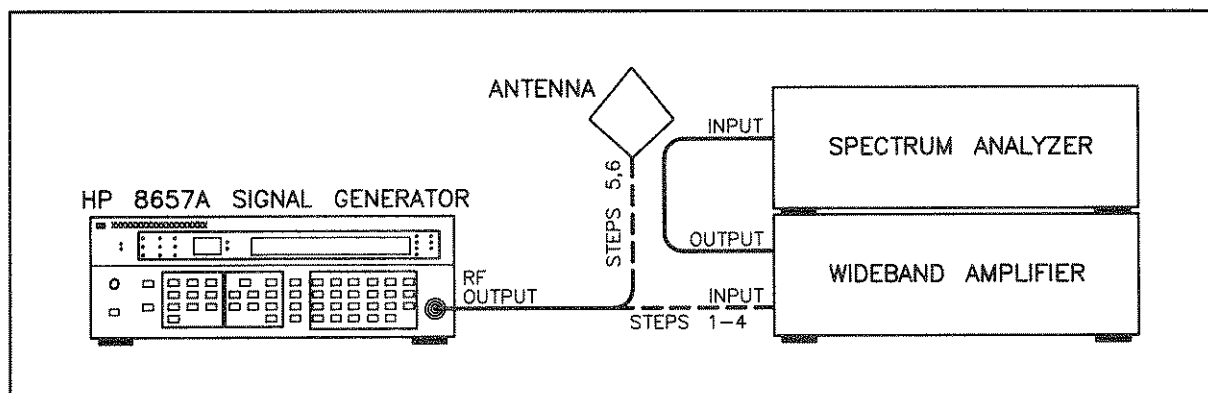 ANTENNA
INPUT
SPECTRUM ANALYZER
STEPS 5,6
HP 8657A SIGNAL GENERATOR
OUTPUT
WIDEBAND AMPLIFIER
RF
OUTPUT
INPUT
STEPS 1-4